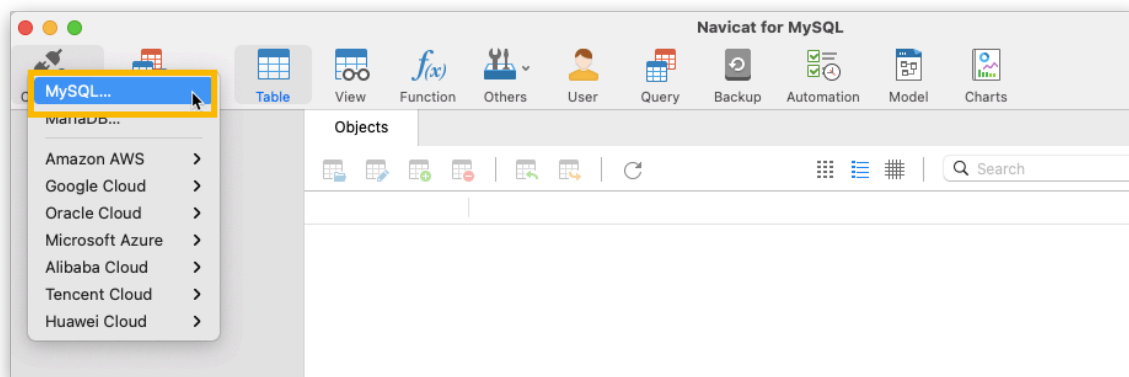 Navicat for MySQL
Table
View
Function
Others
User
Query
Backup
Automation
Model
Charts
MySQL...
MariaDB...
Amazon AWS
Google Cloud
Oracle Cloud
Microsoft Azure
Alibaba Cloud
Tencent Cloud
Huawei Cloud
Objects
Search